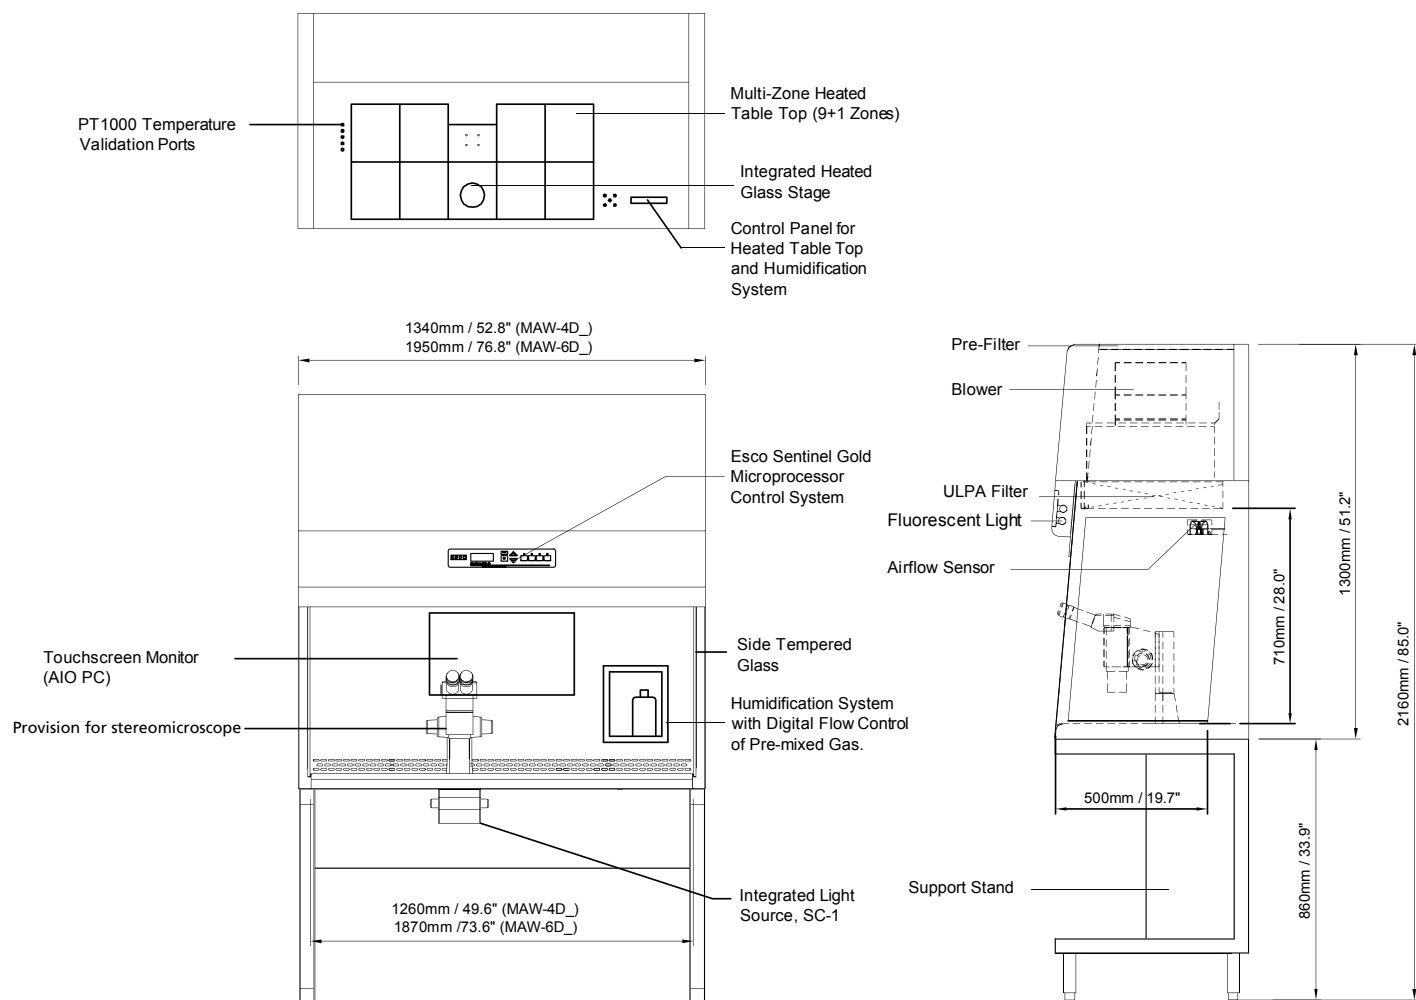 PT1000 Temperature
Validation Ports
Multi-Zone Heated
Table Top (9+1 Zones)
Integrated Heated
Glass Stage
Control Panel for
Heated Table Top
and Humidification
System
1340mm / 52.8" (MAW-4D_)
1950mm / 76.8" (MAW-6D_)
Esco Sentinel Gold
Microprocessor
Control System
Touchscreen Monitor
(AIO PC)
Provision for stereomicroscope
Side Tempered
Glass
Humidification System
with Digital Flow Control
of Pre-mixed Gas.
Integrated Light
Source, SC-1
1260mm / 49.6" (MAW-4D_)
1870mm /73.6" (MAW-6D_)
Pre-Filter
Blower
ULPA Filter
Fluorescent Light
Airflow Sensor
710mm / 28.0"
1300mm / 51.2"
2160mm / 85.0"
500mm / 19.7"
Support Stand
860mm / 33.9"